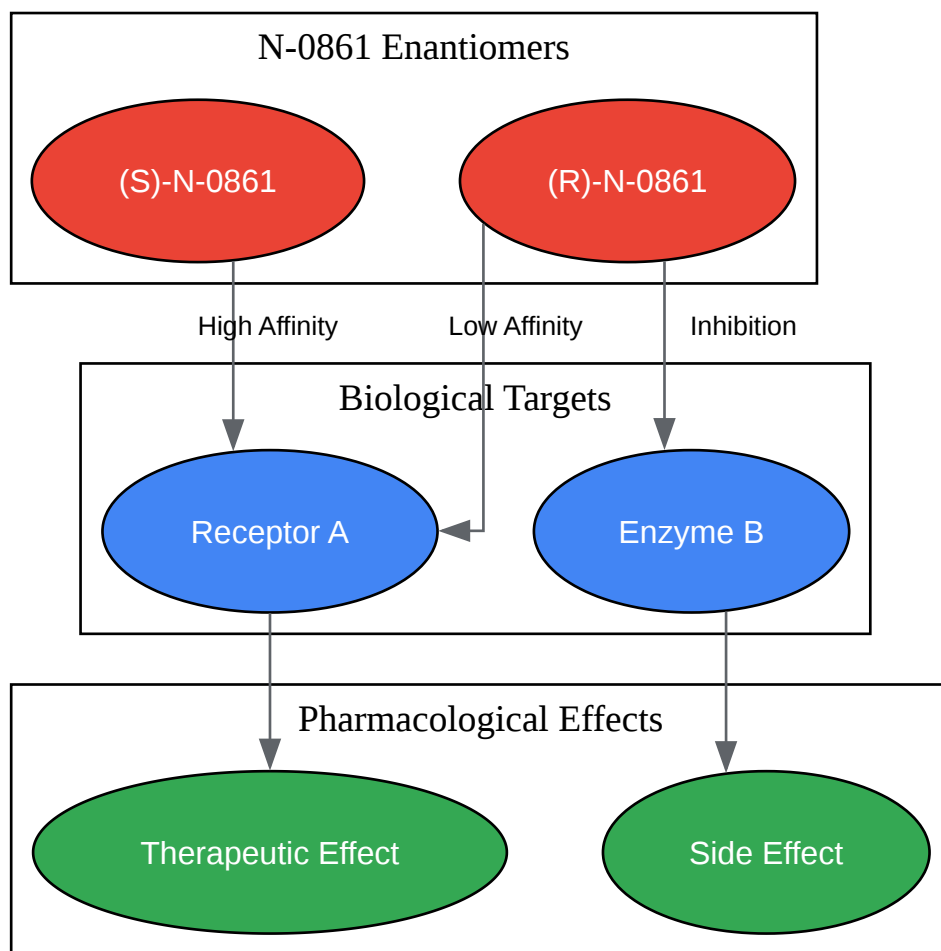 N-0861 Enantiomers
(S)-N-0861
(R)-N-0861
High Affinity
Low Affinity
Inhibition
Biological Targets
Receptor A
Enzyme B
Pharmacological Effects
Therapeutic Effect
Side Effect